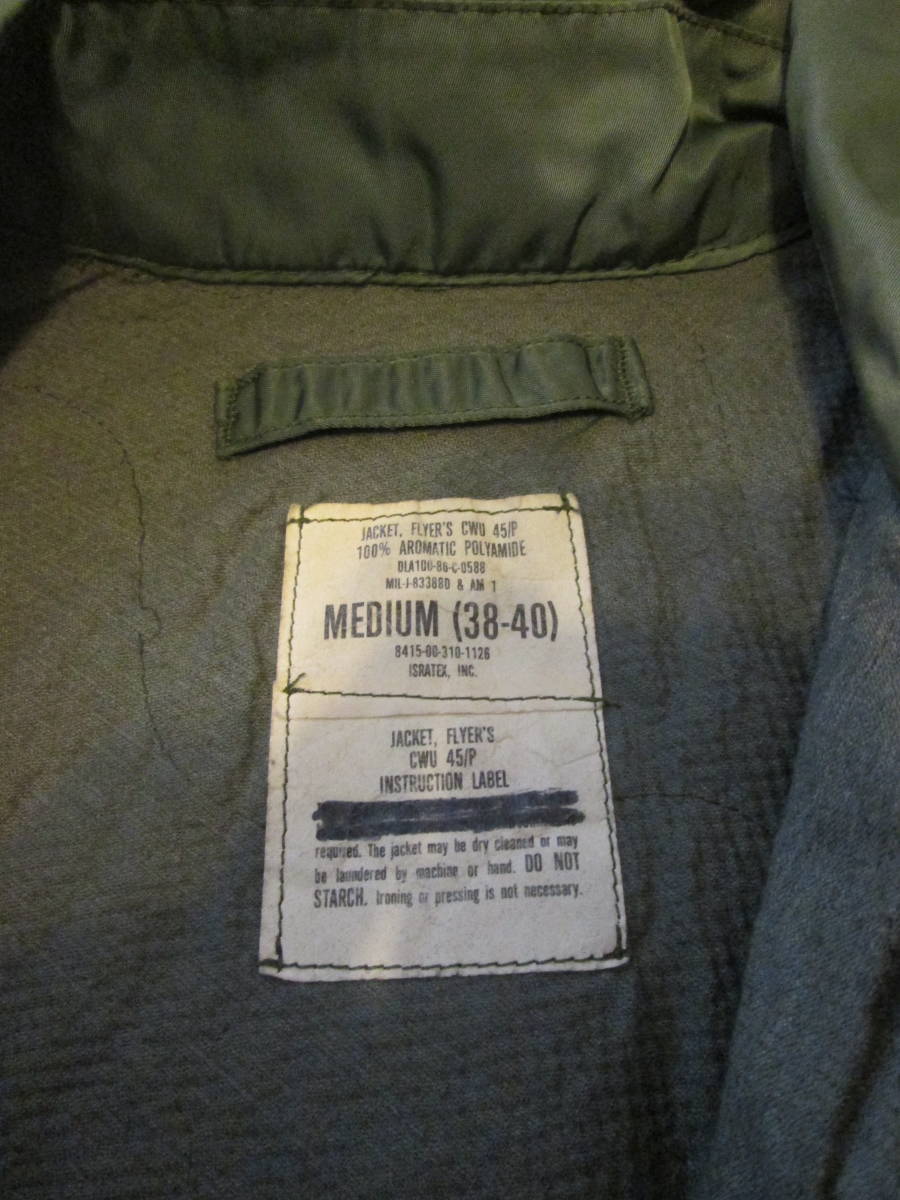 JACKET, FLYER'S CWU 45/P
100% AROMATIC POLYAMIDE
DLA100-86-C-0588
MIL-J-83388D & AM 1
MEDIUM (38-40)
8415-00-310-1126
ISRATEX, INC.
JACKET, FLYER'S
CWU 45/P
INSTRUCTION LABEL
required. The jacket may be dry cleaned or may
be laundered by machine or hand. DO NOT
STARCH. Ironing or pressing is not necessary.